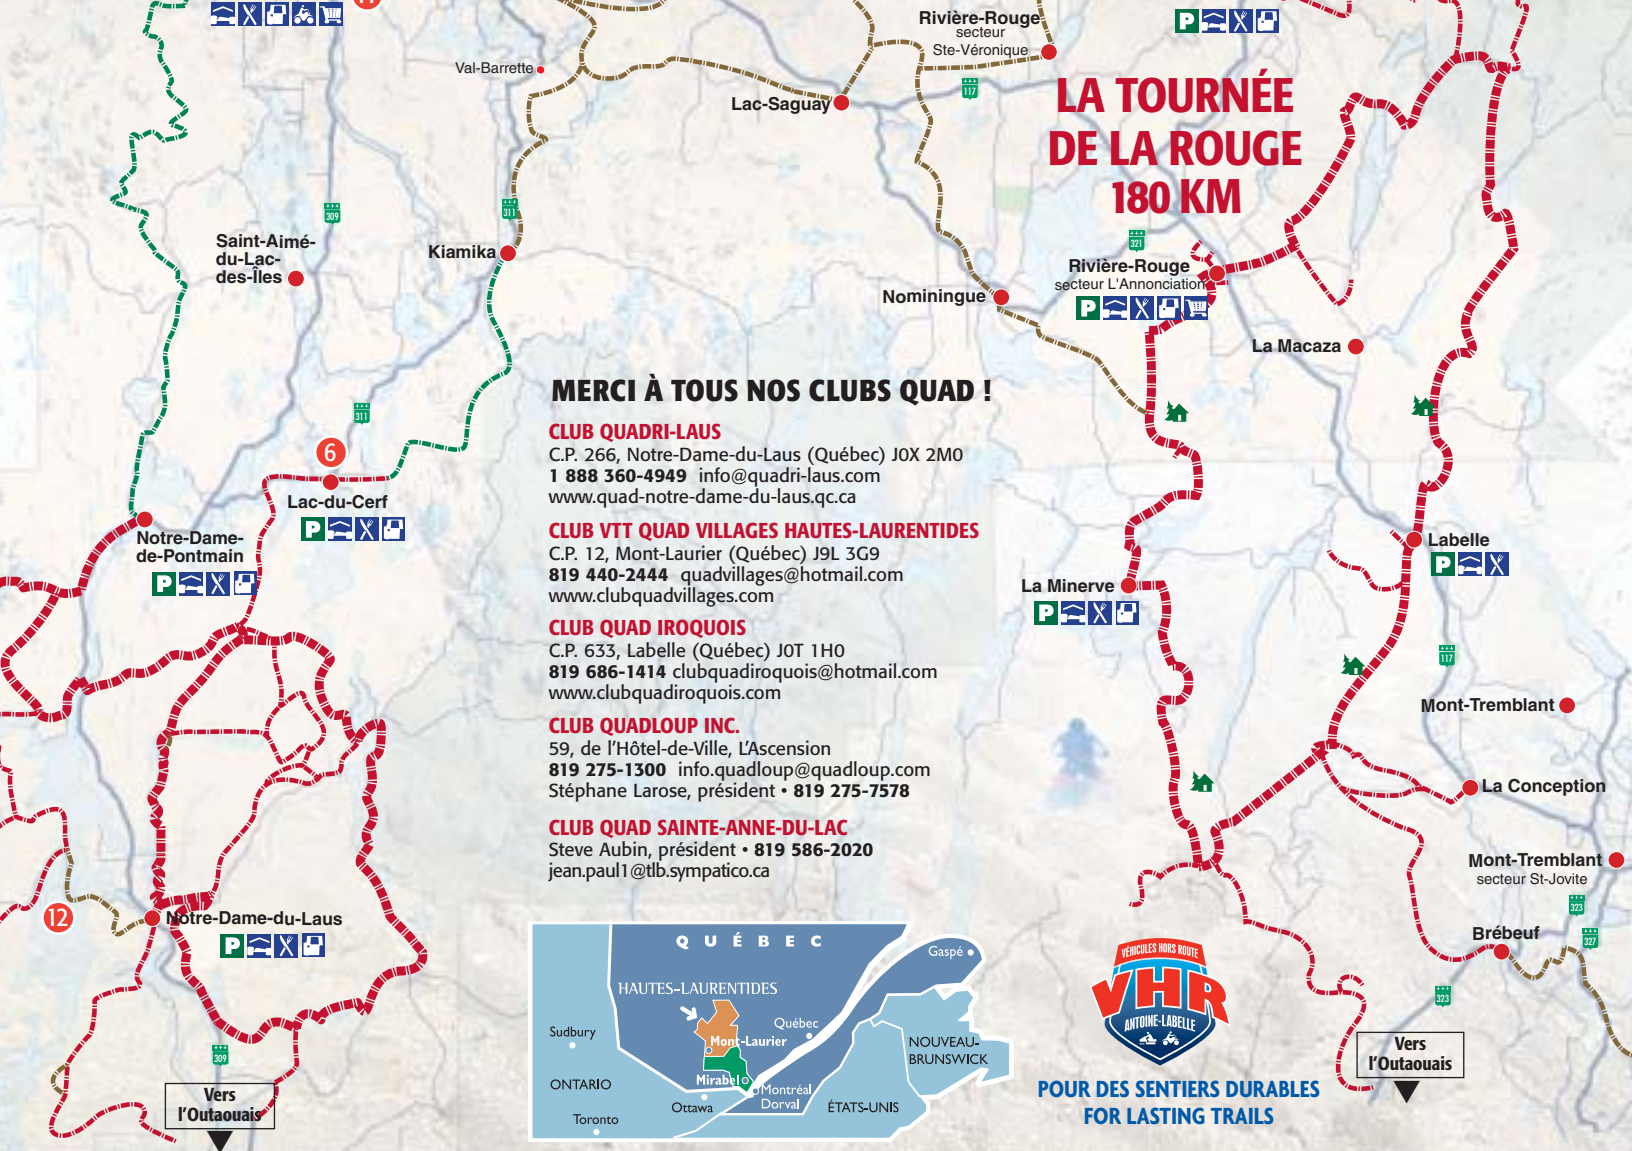 11
Rivière-Rouge
secteur
Ste-Véronique
P
Val-Barrette
117
Lac-Saguay
LA TOURNÉE
DE LA ROUGE
180 KM
309
311
321
Saint-Aimé-
du-Lac-
des-Îles
Kiamika
Rivière-Rouge
secteur L'Annonciation
P
Nominingue
La Macaza
311
6
Lac-du-Cerf
P
Notre-Dame-
de-Pontmain
P
MERCI À TOUS NOS CLUBS QUAD !
CLUB QUADRI-LAUS
C.P. 266, Notre-Dame-du-Laus (Québec) J0X 2M0
1 888 360-4949 info@quadri-laus.com
www.quad-notre-dame-du-laus.qc.ca
CLUB VTT QUAD VILLAGES HAUTES-LAURENTIDES
C.P. 12, Mont-Laurier (Québec) J9L 3G9
819 440-2444 quadvillages@hotmail.com
www.clubquadvillages.com
CLUB QUAD IROQUOIS
C.P. 633, Labelle (Québec) J0T 1H0
819 686-1414 clubquadiroquois@hotmail.com
www.clubquadiroquois.com
CLUB QUADLOUP INC.
59, de l'Hôtel-de-Ville, L'Ascension
819 275-1300 info.quadloup@quadloup.com
Stéphane Larose, président • 819 275-7578
CLUB QUAD SAINTE-ANNE-DU-LAC
Steve Aubin, président • 819 586-2020
jean.paul1@tlb.sympatico.ca
Labelle
P
La Minerve
P
117
Mont-Tremblant
La Conception
Mont-Tremblant
secteur St-Jovite
323
327
Brébeuf
323
12
Notre-Dame-du-Laus
P
309
Vers
l'Outaouais
QUÉBEC
Gaspé
HAUTES-LAURENTIDES
Sudbury
Québec
Mont-Laurier
NOUVEAU-
BRUNSWICK
ONTARIO
Mirabel
Montréal
Dorval
Ottawa
ÉTATS-UNIS
Toronto
VÉHICULES HORS ROUTE
VHR
ANTOINE-LABELLE
POUR DES SENTIERS DURABLES
FOR LASTING TRAILS
Vers
l'Outaouais